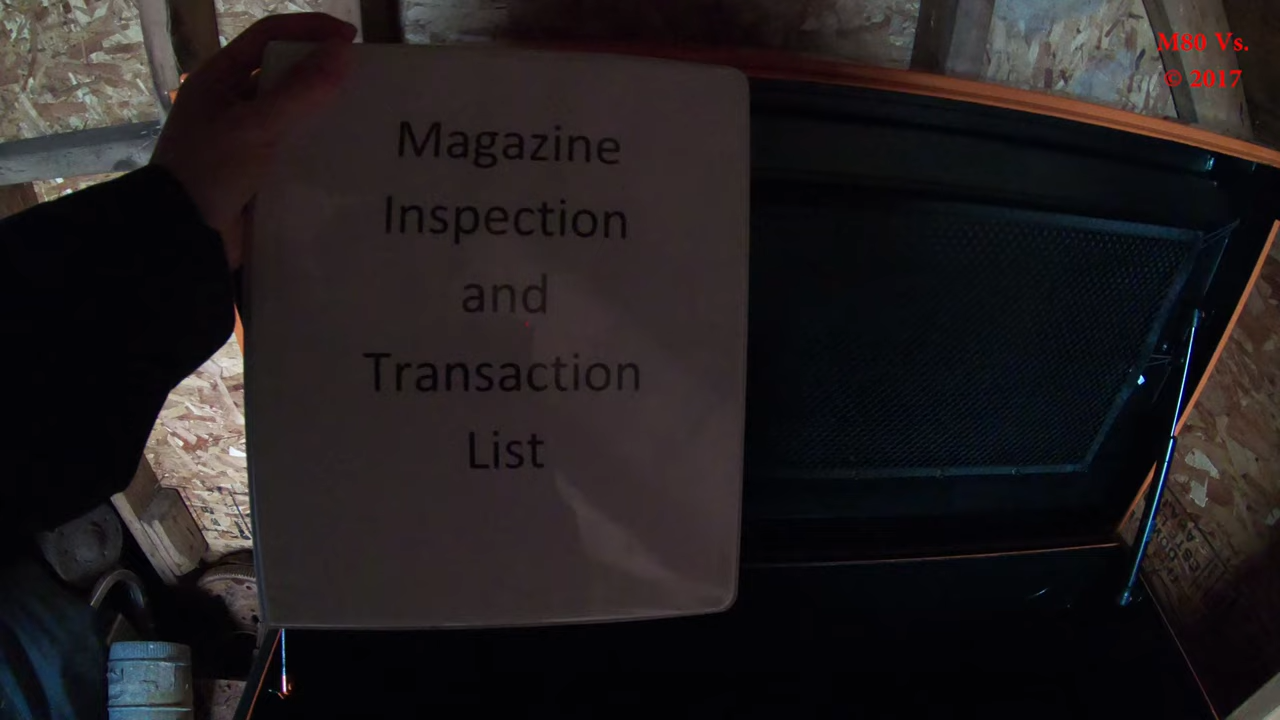 M80 Vs.
© 2017
Magazine
Inspection
and
Transaction
List